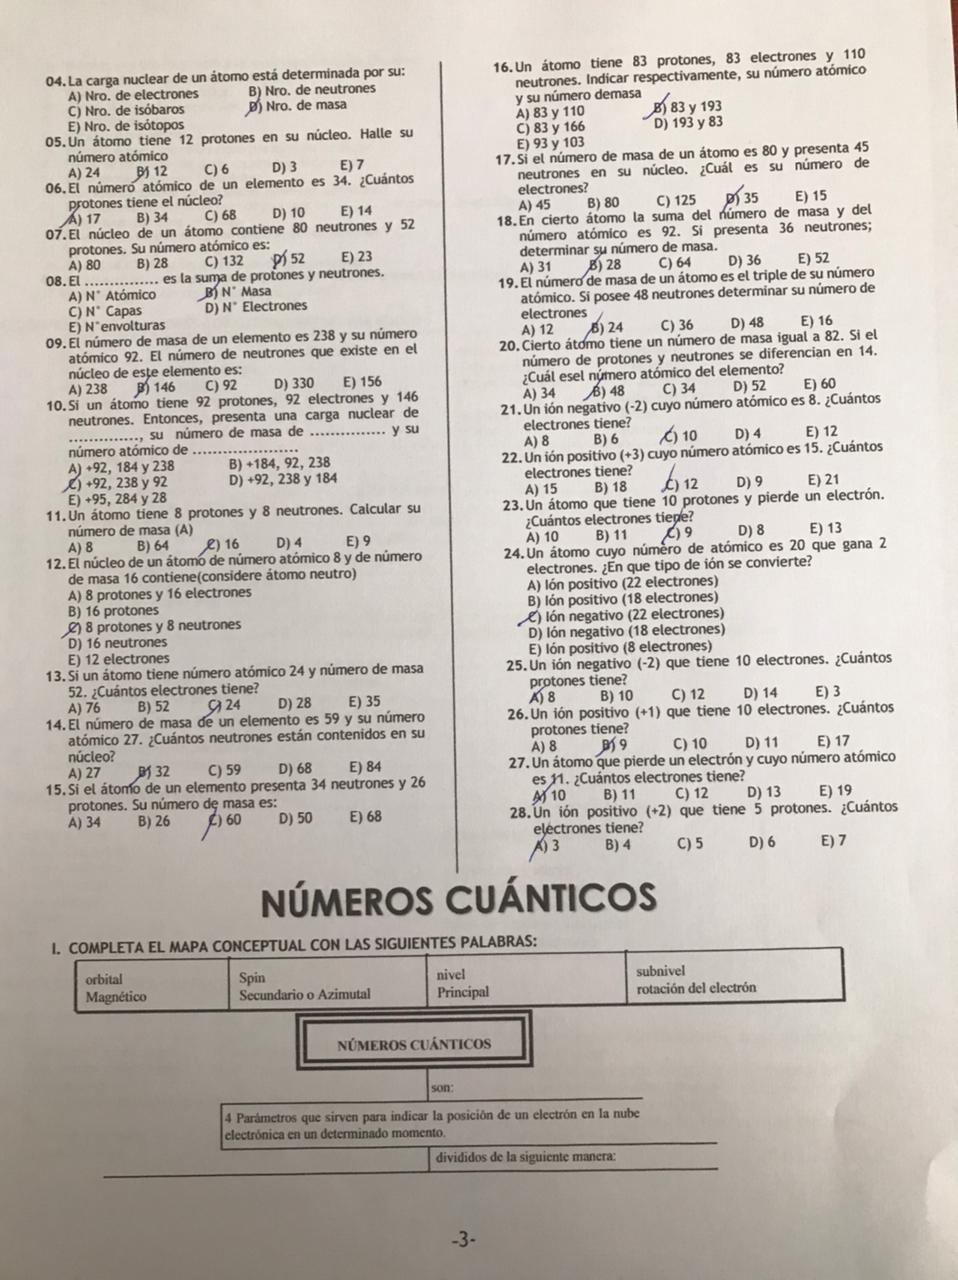 04. La carga nuclear de un átomo está determinada por su:
A) Nro. de electrones B) Nro. de neutrones
C) Nro. de isóbaros D) Nro. de masa
E) Nro. de isótopos
05. Un átomo tiene 12 protones en su núcleo. Halle su
número atómico
A) 24 B) 12 C) 6 D) 3 E) 7
06. El número atómico de un elemento es 34. ¿Cuántos
protones tiene el núcleo?
A) 17 B) 34 C) 68 D) 10 E) 14
07. El núcleo de un átomo contiene 80 neutrones y 52
protones. Su número atómico es:
A) 80 B) 28 C) 132 D) 52 E) 23
08. El .............. es la suma de protones y neutrones.
A) N° Atómico B) N° Masa
C) N° Capas D) N° Electrones
E) N°envolturas
09. El número de masa de un elemento es 238 y su número
atómico 92. El número de neutrones que existe en el
núcleo de este elemento es:
A) 238 B) 146 C) 92 D) 330 E) 156
10. Si un átomo tiene 92 protones, 92 electrones y 146
neutrones. Entonces, presenta una carga nuclear de
............., su número de masa de .............. y su
número atómico de ....................
A) +92, 184 y 238 B) +184, 92, 238
C) +92, 238 y 92 D) +92, 238 y 184
E) +95, 284 y 28
11. Un átomo tiene 8 protones y 8 neutrones. Calcular su
número de masa (A)
A) 8 B) 64 C) 16 D) 4 E) 9
12. El núcleo de un átomo de número atómico 8 y de número
de masa 16 contiene(considere átomo neutro)
A) 8 protones y 16 electrones
B) 16 protones
C) 8 protones y 8 neutrones
D) 16 neutrones
E) 12 electrones
13. Si un átomo tiene número atómico 24 y número de masa
52. ¿Cuántos electrones tiene?
A) 76 B) 52 C) 24 D) 28 E) 35
14. El número de masa de un elemento es 59 y su número
atómico 27. ¿Cuántos neutrones están contenidos en su
núcleo?
A) 27 B) 32 C) 59 D) 68 E) 84
15. Si el átomo de un elemento presenta 34 neutrones y 26
protones. Su número de masa es:
A) 34 B) 26 C) 60 D) 50 E) 68
16. Un átomo tiene 83 protones, 83 electrones y 110
neutrones. Indicar respectivamente, su número atómico
y su número demasa
A) 83 y 110 B) 83 y 193
C) 83 y 166 D) 193 y 83
E) 93 y 103
17. Si el número de masa de un átomo es 80 y presenta 45
neutrones en su núcleo. ¿Cuál es su número de
electrones?
A) 45 B) 80 C) 125 D) 35 E) 15
18. En cierto átomo la suma del número de masa y del
número atómico es 92. Si presenta 36 neutrones;
determinar su número de masa.
A) 31 B) 28 C) 64 D) 36 E) 52
19. El número de masa de un átomo es el triple de su número
atómico. Si posee 48 neutrones determinar su número de
electrones
A) 12 B) 24 C) 36 D) 48 E) 16
20. Cierto átomo tiene un número de masa igual a 82. Si el
número de protones y neutrones se diferencian en 14.
¿Cuál esel número atómico del elemento?
A) 34 B) 48 C) 34 D) 52 E) 60
21. Un ión negativo (-2) cuyo número atómico es 8. ¿Cuántos
electrones tiene?
A) 8 B) 6 C) 10 D) 4 E) 12
22. Un ión positivo (+3) cuyo número atómico es 15. ¿Cuántos
electrones tiene?
A) 15 B) 18 C) 12 D) 9 E) 21
23. Un átomo que tiene 10 protones y pierde un electrón.
¿Cuántos electrones tiene?
A) 10 B) 11 C) 9 D) 8 E) 13
24. Un átomo cuyo número de atómico es 20 que gana 2
electrones. ¿En que tipo de ión se convierte?
A) Ión positivo (22 electrones)
B) Ión positivo (18 electrones)
C) Ión negativo (22 electrones)
D) Ión negativo (18 electrones)
E) Ión positivo (8 electrones)
25. Un ión negativo (-2) que tiene 10 electrones. ¿Cuántos
protones tiene?
A) 8 B) 10 C) 12 D) 14 E) 3
26. Un ión positivo (+1) que tiene 10 electrones. ¿Cuántos
protones tiene?
A) 8 B) 9 C) 10 D) 11 E) 17
27. Un átomo que pierde un electrón y cuyo número atómico
es 11. ¿Cuántos electrones tiene?
A) 10 B) 11 C) 12 D) 13 E) 19
28. Un ión positivo (+2) que tiene 5 protones. ¿Cuántos
electrones tiene?
A) 3 B) 4 C) 5 D) 6 E) 7
NÚMEROS CUÁNTICOS
I. COMPLETA EL MAPA CONCEPTUAL CON LAS SIGUIENTES PALABRAS:
orbital Spin nivel subnivel
Magnético Secundario o Azimutal Principal rotación del electrón
NÚMEROS CUÁNTICOS
son:
4 Parámetros que sirven para indicar la posición de un electrón en la nube
electrónica en un determinado momento.
divididos de la siguiente manera:
-3-